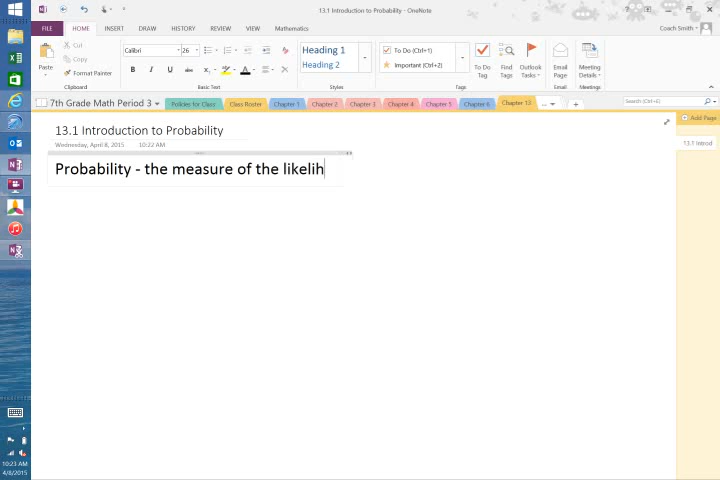 13.1 Introduction to Probability - OneNote
FILE HOME INSERT DRAW HISTORY REVIEW VIEW Mathematics
Coach Smith
Paste
Cut
Copy
Format Painter
Clipboard
Calibri 26
B I U abc
Basic Text
Heading 1
Heading 2
Styles
To Do (Ctrl+1)
Important (Ctrl+2)
Tags
To Do Tag
Find Tags
Outlook Tasks
Email Page
Email
Meeting Details
Meetings
7th Grade Math Period 3
Policies for Class Class Roster Chapter 1 Chapter 2 Chapter 3 Chapter 4 Chapter 5 Chapter 6 Chapter 13 ...
Search (Ctrl+E)
Add Page
13.1 Introd
13.1 Introduction to Probability
Wednesday, April 8, 2015 10:22 AM
Probability - the measure of the likelih
10:23 AM
4/8/2015